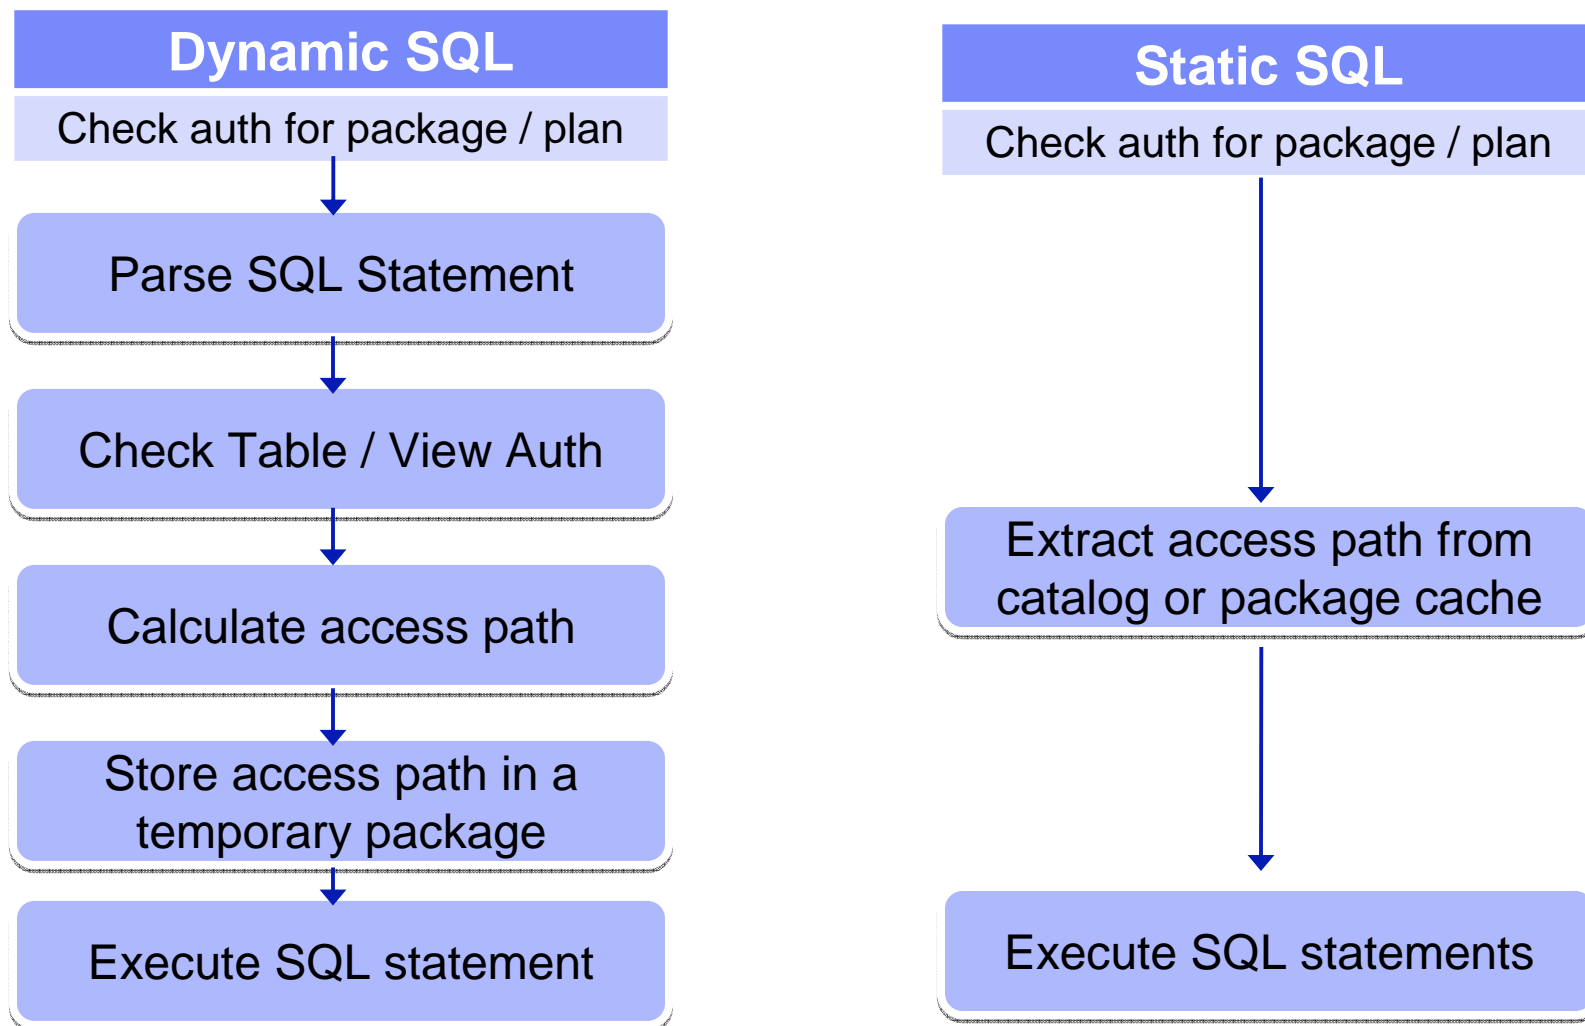 Dynamic SQL
Check auth for package / plan
Parse SQL Statement
Check Table / View Auth
Calculate access path
Store access path in a
temporary package
Execute SQL statement
Static SQL
Check auth for package / plan
Extract access path from
catalog or package cache
Execute SQL statements